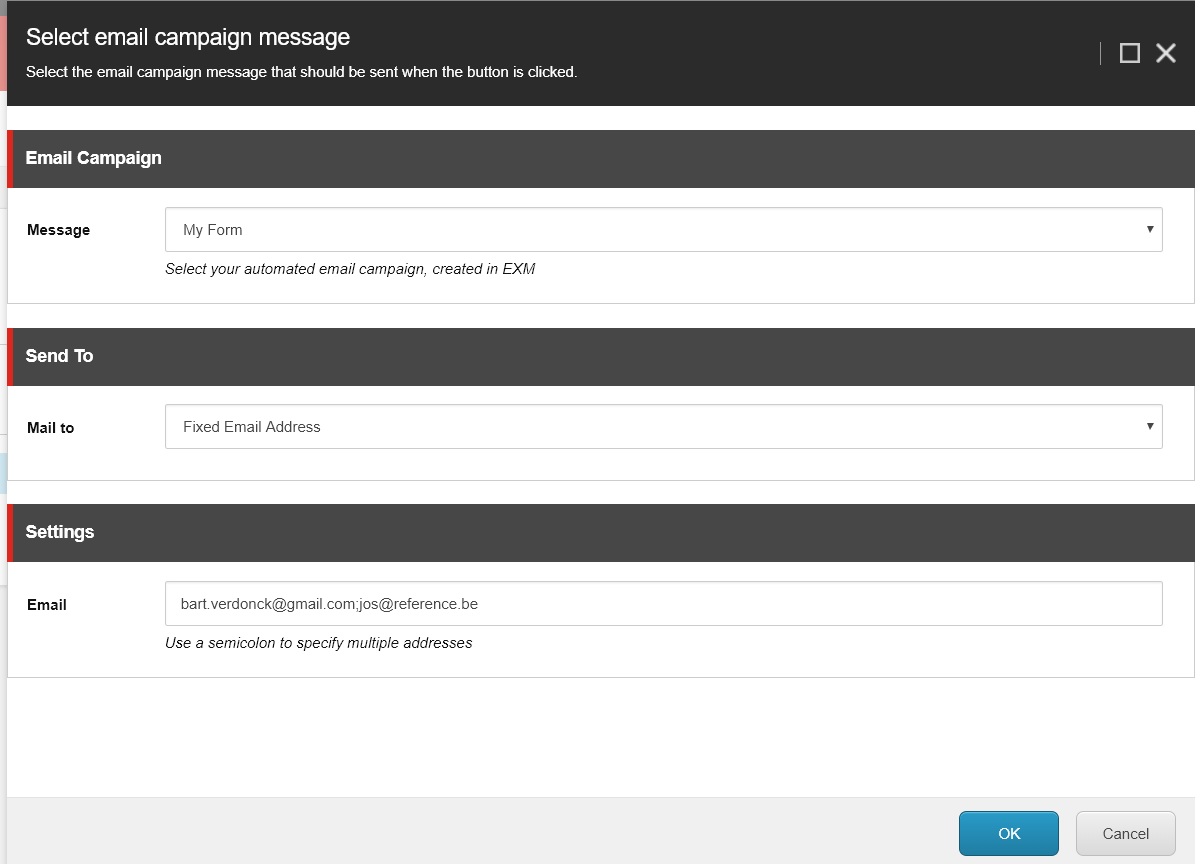 Select email campaign message
Select the email campaign message that should be sent when the button is clicked.
Email Campaign
Message
My Form
Select your automated email campaign, created in EXM
Send To
Mail to
Fixed Email Address
Settings
Email
bart.verdonck@gmail.com;jos@reference.be
Use a semicolon to specify multiple addresses
OK
Cancel